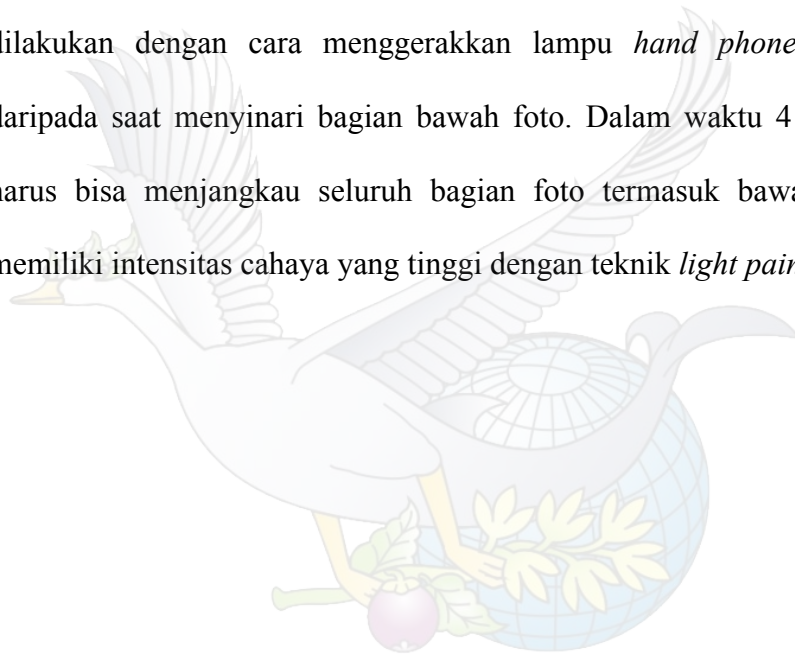 dilakukan dengan cara menggerakkan lampu hand phone
daripada saat menyinari bagian bawah foto. Dalam waktu 4
harus bisa menjangkau seluruh bagian foto termasuk bawa
memiliki intensitas cahaya yang tinggi dengan teknik light pain